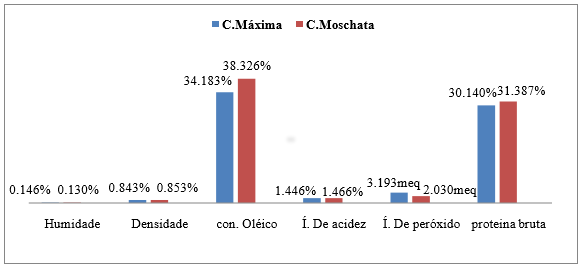 C.Máxima C.Moschata
38.326%
34.183%
30.140% 31.387%
0.146% 0.130% 0.843% 0.853% 1.446% 1.466% 3.193meq 2.030meq
Humidade Densidade con. Oléico Í. De acidez Í. De peróxido proteina bruta